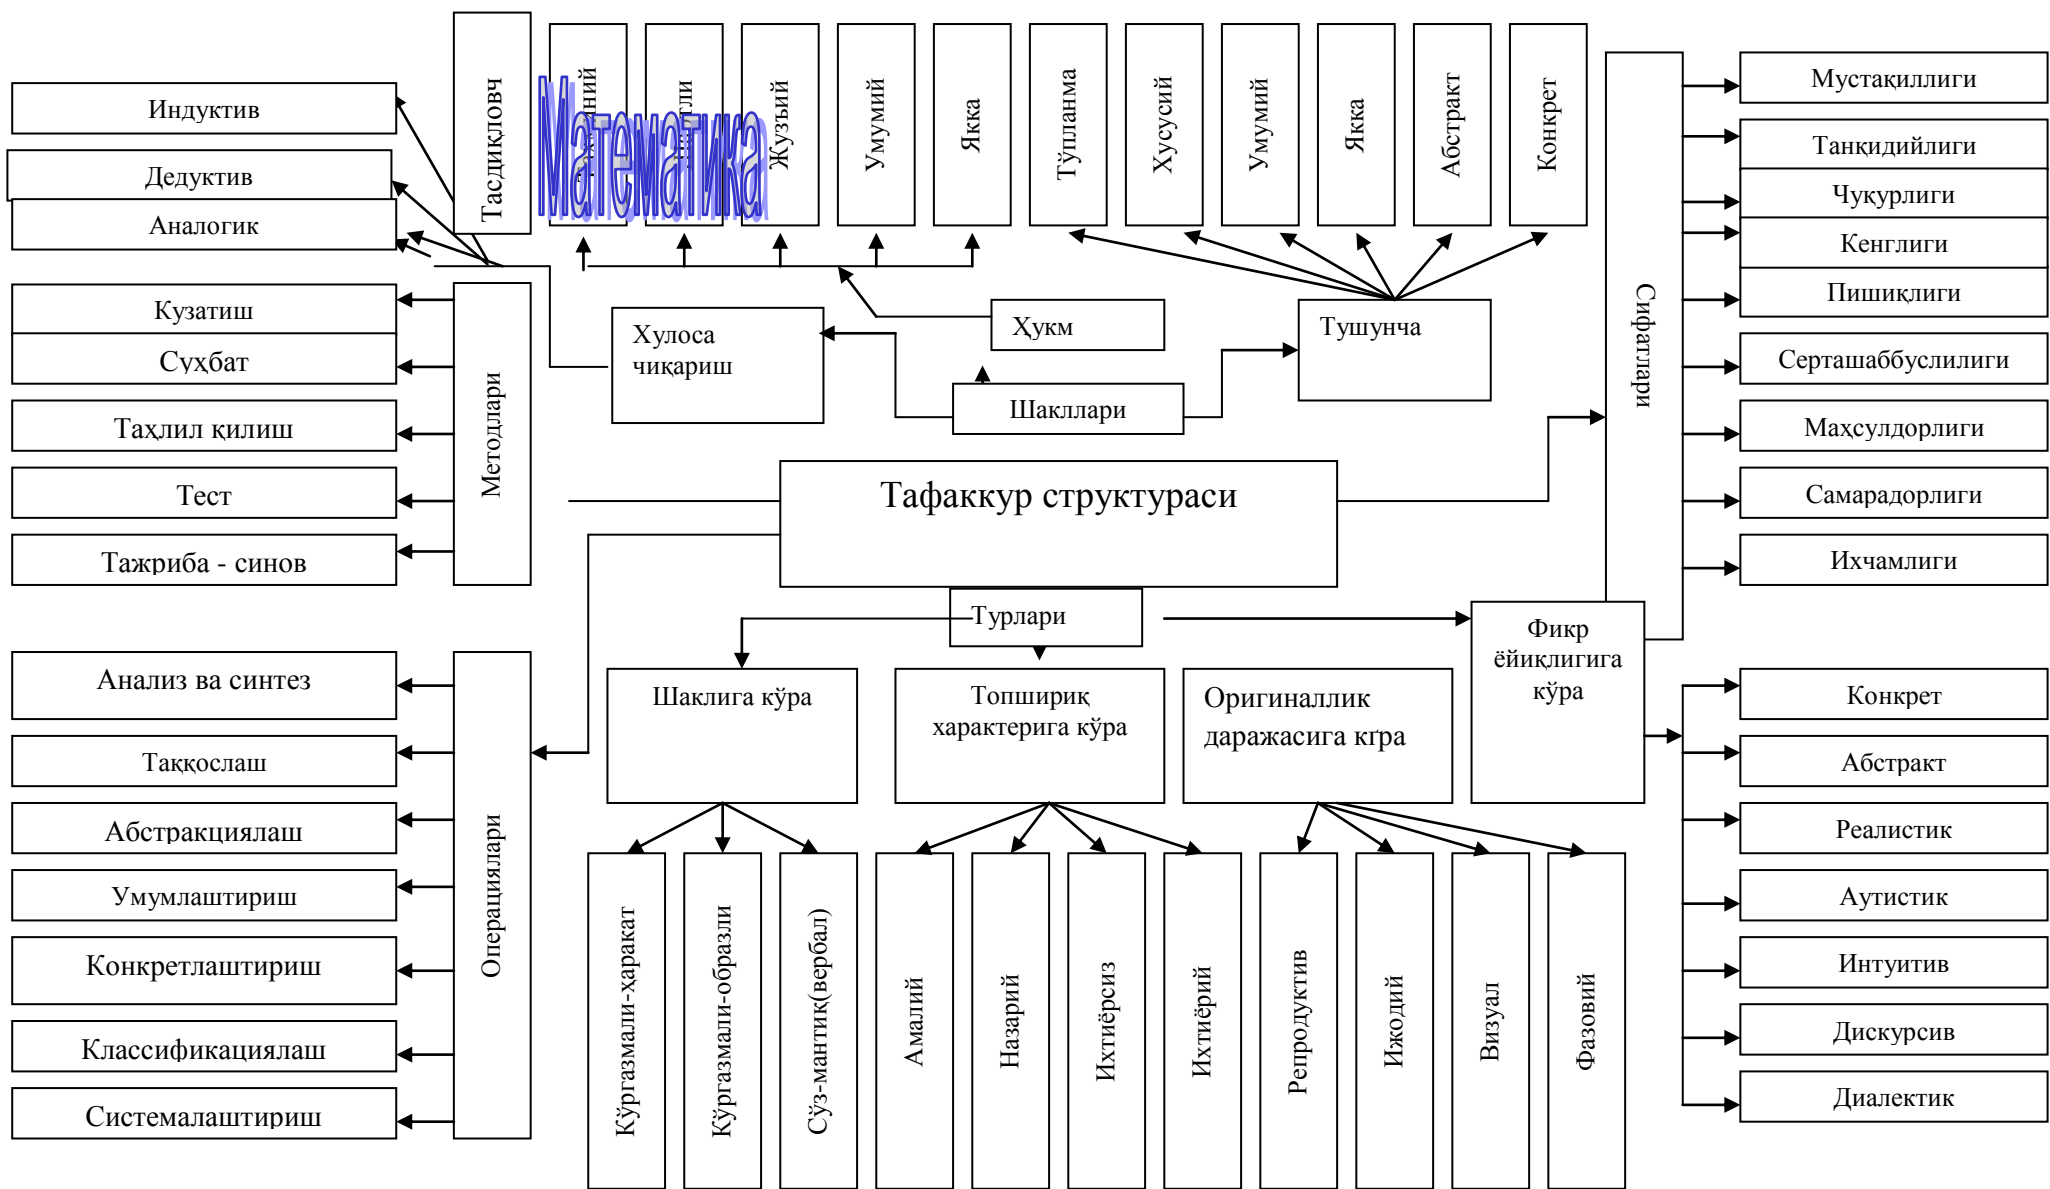 Тасдиқловч
Жузъий
Умумий
Якка
Тўпланма
Хусусий
Умумий
Якка
Абстракт
Конкрет
Математика
Индуктив
Дедуктив
Аналогик
Кузатиш
Суҳбат
Таҳлил қилиш
Тест
Тажриба - синов
Методлари
Хулоса
чиқариш
Ҳукм
Шакллари
Тушунча
Сифатлари
Мустақиллиги
Танқидийлиги
Чуқурлиги
Кенглиги
Пишиқлиги
Серташаббуслилиги
Маҳсулдорлиги
Самарадорлиги
Ихчамлиги
Тафаккур структураси
Турлари
Анализ ва синтез
Таққослаш
Абстракциялаш
Умумлаштириш
Конкретлаштириш
Классификациялаш
Системалаштириш
Операциялари
Шаклига кўра
Топшириқ
характерига кўра
Оригиналлик
даражасига кґра
Фикр
ёйиқлигига
кўра
Кўргазмали-ҳаракат
Кўргазмали-образли
Сўз-мантиқ(вербал)
Амалий
Назарий
Ихтиёрсиз
Ихтиёрий
Репродуктив
Ижодий
Визуал
Фазовий
Конкрет
Абстракт
Реалистик
Аутистик
Интуитив
Дискурсив
Диалектик